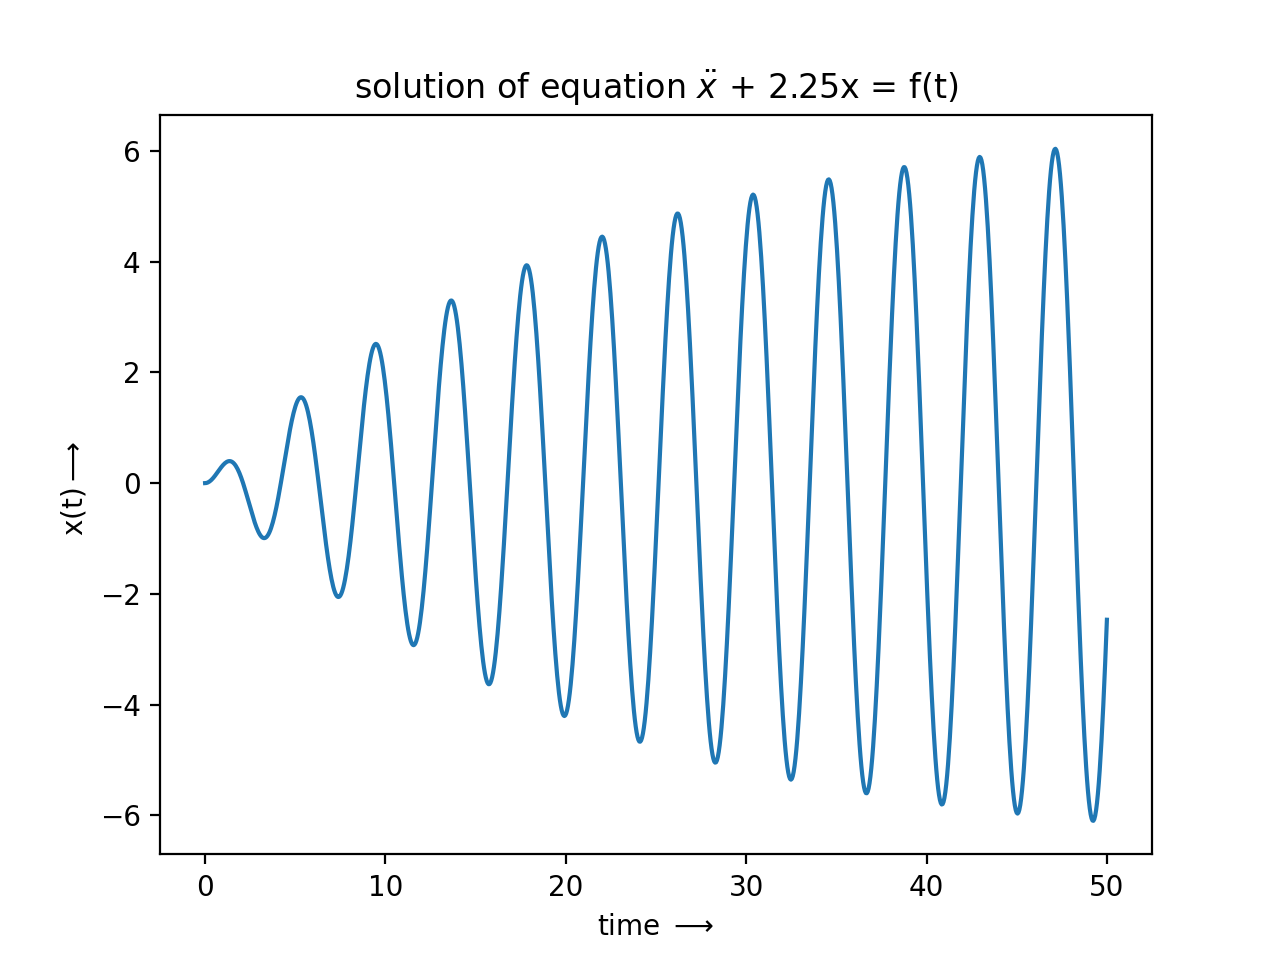 solution of equation ẍ + 2.25x = f(t)
x(t)⟶
6
4
2
0
−2
−4
−6
0 10 20 30 40 50
time ⟶